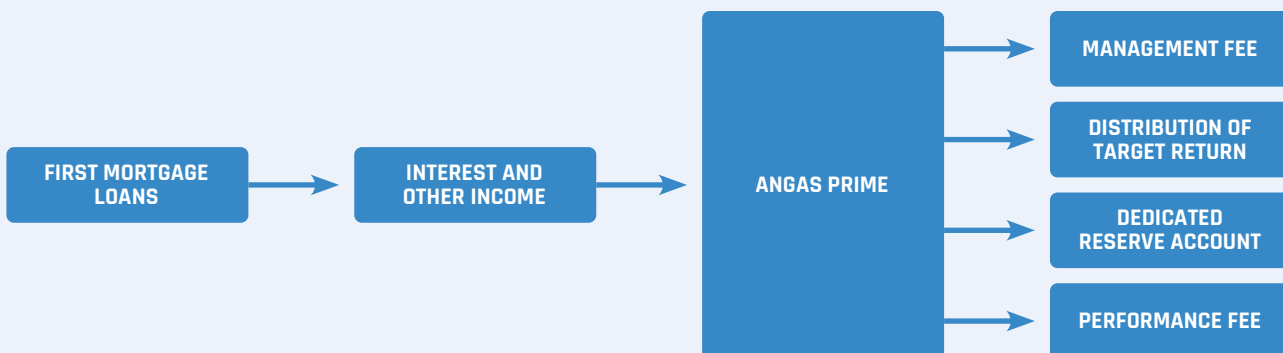 FIRST MORTGAGE
LOANS
INTEREST AND
OTHER INCOME
ANGAS PRIME
MANAGEMENT FEE
DISTRIBUTION OF
TARGET RETURN
DEDICATED
RESERVE ACCOUNT
PERFORMANCE FEE